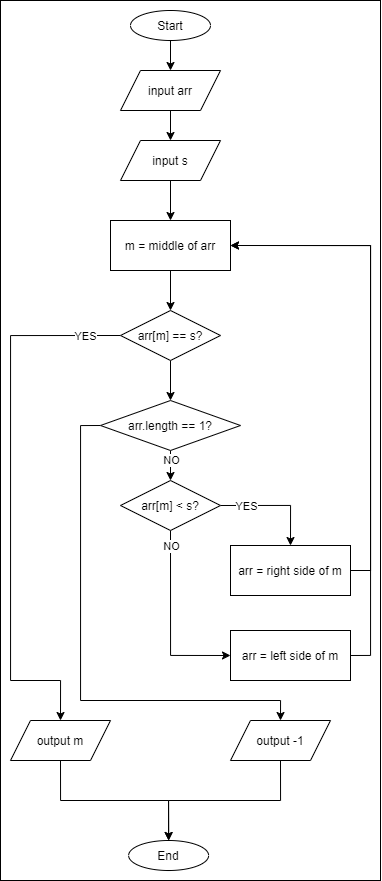 Start
input arr
input s
m = middle of arr
arr[m] == s?
YES
arr.length == 1?
NO
arr[m] < s?
YES
NO
arr = right side of m
arr = left side of m
output m
output -1
End